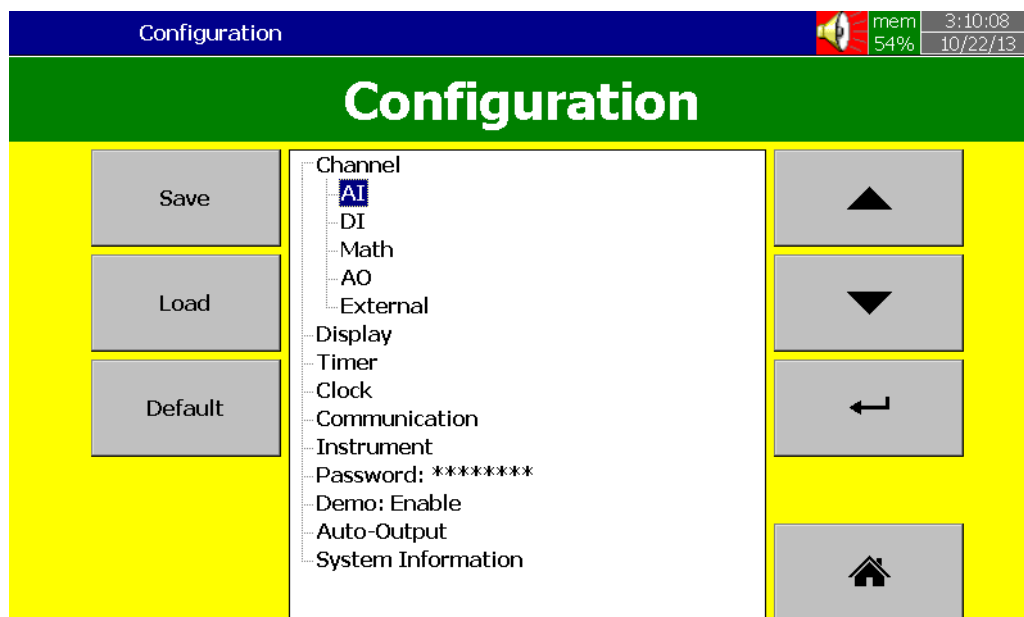 Configuration
mem
54%
3:10:08
10/22/13
Configuration
Save
Load
Default
Channel
AI
DI
Math
AO
External
Display
Timer
Clock
Communication
Instrument
Password: ********
Demo: Enable
Auto-Output
System Information